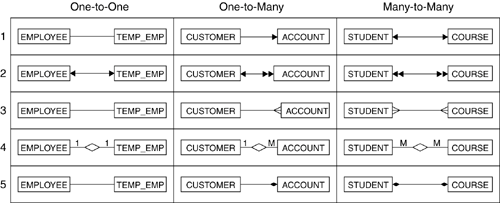 One-to-One One-to-Many Many-to-Many
1 EMPLOYEE TEMP_EMP CUSTOMER ACCOUNT STUDENT COURSE
2 EMPLOYEE TEMP_EMP CUSTOMER ACCOUNT STUDENT COURSE
3 EMPLOYEE TEMP_EMP CUSTOMER ACCOUNT STUDENT COURSE
4 EMPLOYEE 1 1 TEMP_EMP CUSTOMER 1 M ACCOUNT STUDENT M M COURSE
5 EMPLOYEE TEMP_EMP CUSTOMER ACCOUNT STUDENT COURSE